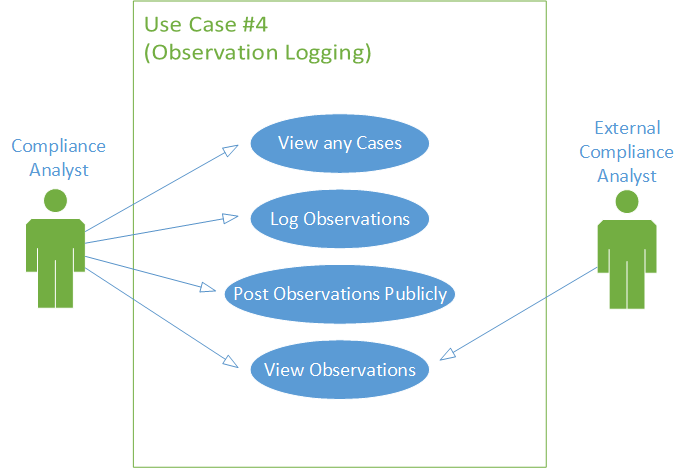 Use Case #4
(Observation Logging)
Compliance
Analyst
View any Cases
Log Observations
Post Observations Publicly
View Observations
External
Compliance
Analyst